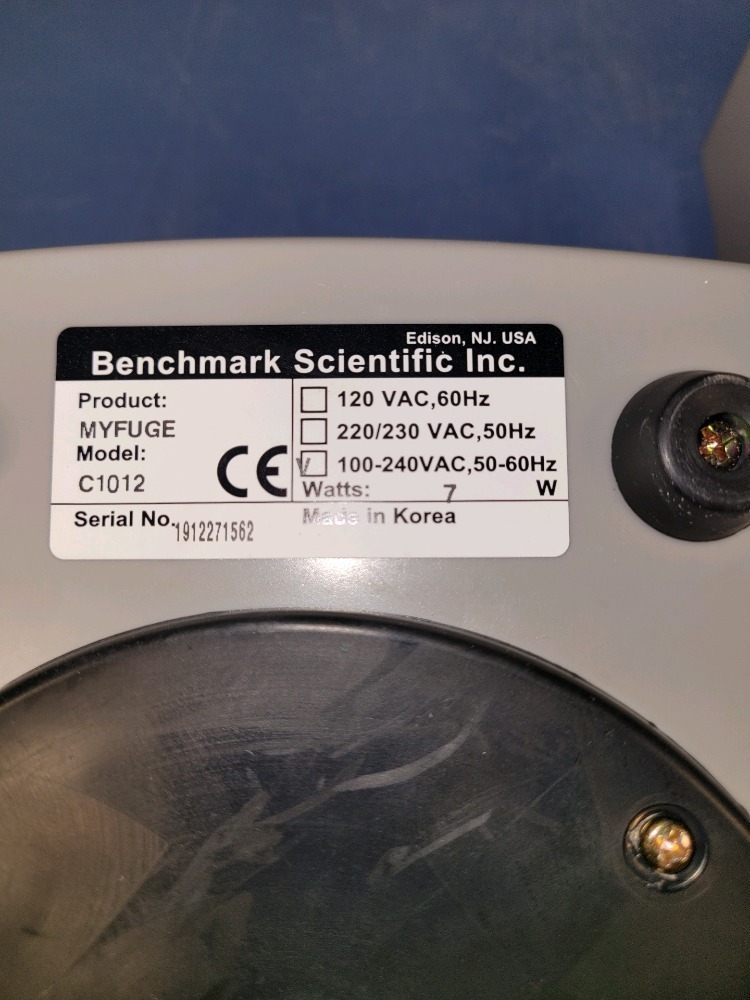 Edison, NJ. USA
Benchmark Scientific Inc.
Product:
MYFUGE
Model:
C1012
CE
120 VAC,60Hz
220/230 VAC,50Hz
V 100-240VAC,50-60Hz
Watts: 7 W
Serial No. 1912271562
Made in Korea